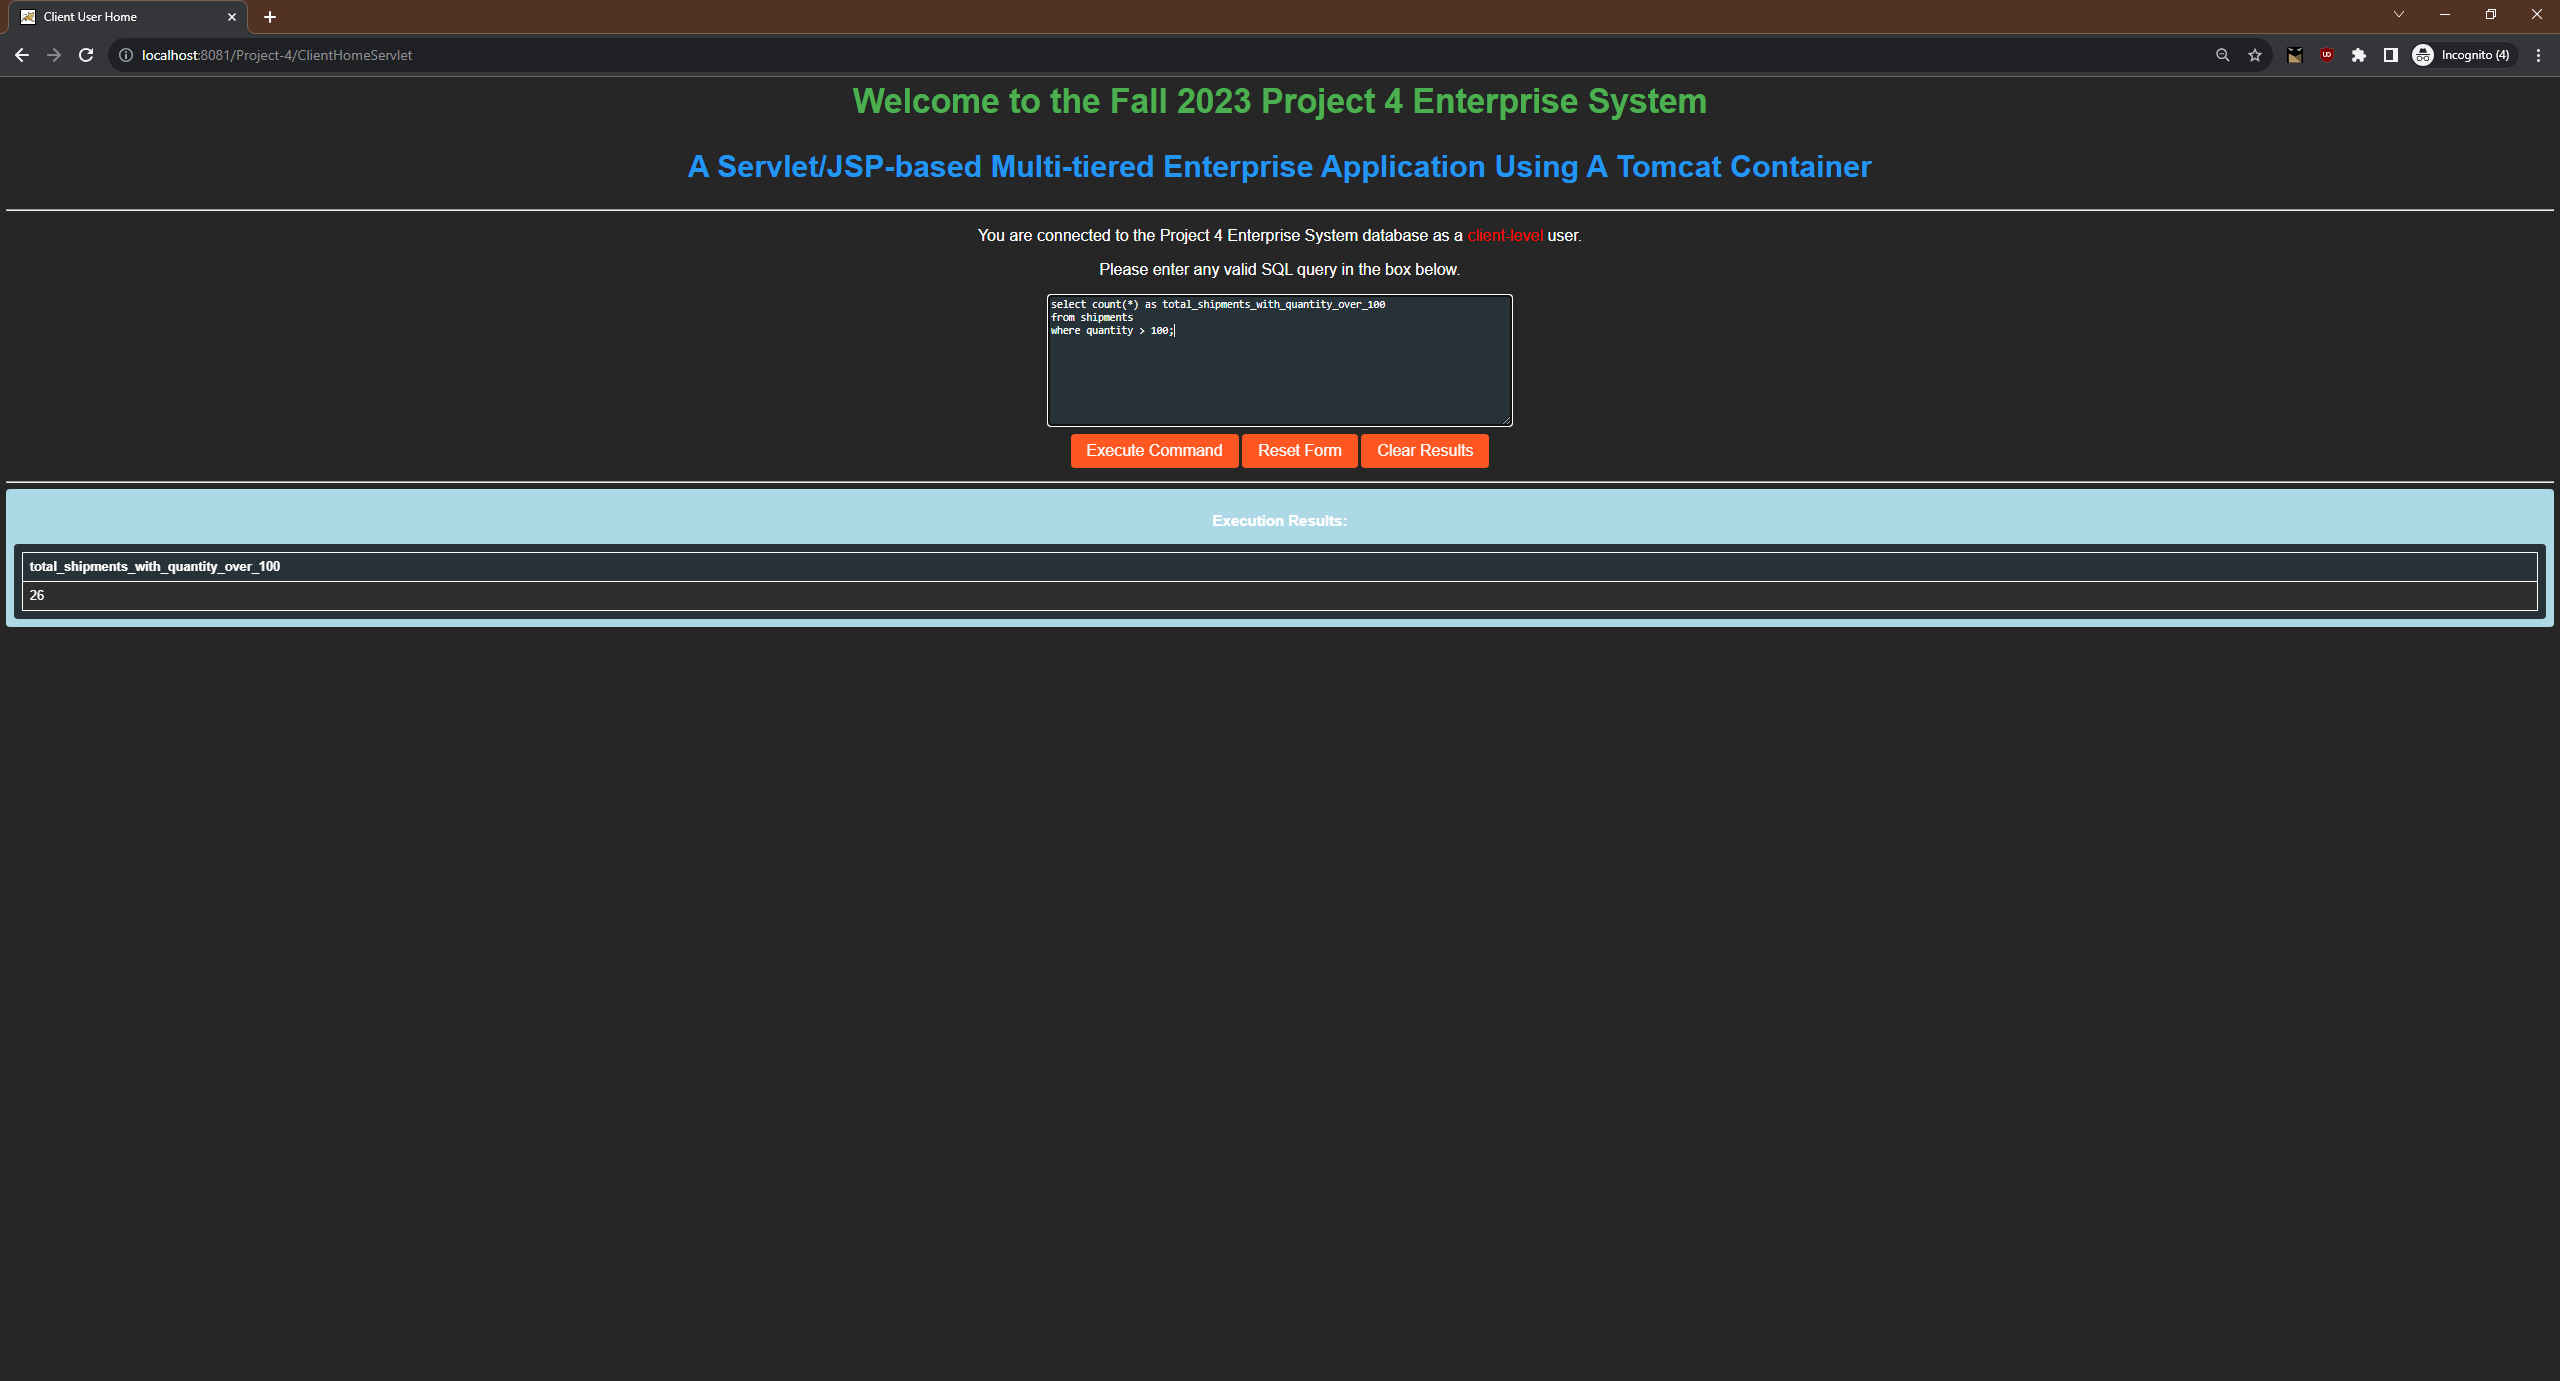 Client User Home
localhost:8081/Project-4/ClientHomeServlet
Incognito (4)
Welcome to the Fall 2023 Project 4 Enterprise System
A Servlet/JSP-based Multi-tiered Enterprise Application Using A Tomcat Container
You are connected to the Project 4 Enterprise System database as a client-level user.
Please enter any valid SQL query in the box below.
select count(*) as total_shipments_with_quantity_over_100
from shipments
where quantity > 100;
Execute Command Reset Form Clear Results
Execution Results:
total_shipments_with_quantity_over_100
26